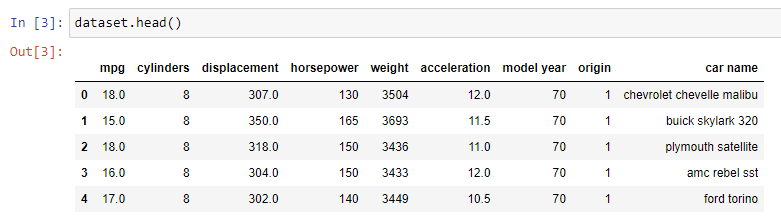 In [3]: dataset.head()
Out[3]:
mpg cylinders displacement horsepower weight acceleration model year origin car name
0 18.0 8 307.0 130 3504 12.0 70 1 chevrolet chevelle malibu
1 15.0 8 350.0 165 3693 11.5 70 1 buick skylark 320
2 18.0 8 318.0 150 3436 11.0 70 1 plymouth satellite
3 16.0 8 304.0 150 3433 12.0 70 1 amc rebel sst
4 17.0 8 302.0 140 3449 10.5 70 1 ford torino